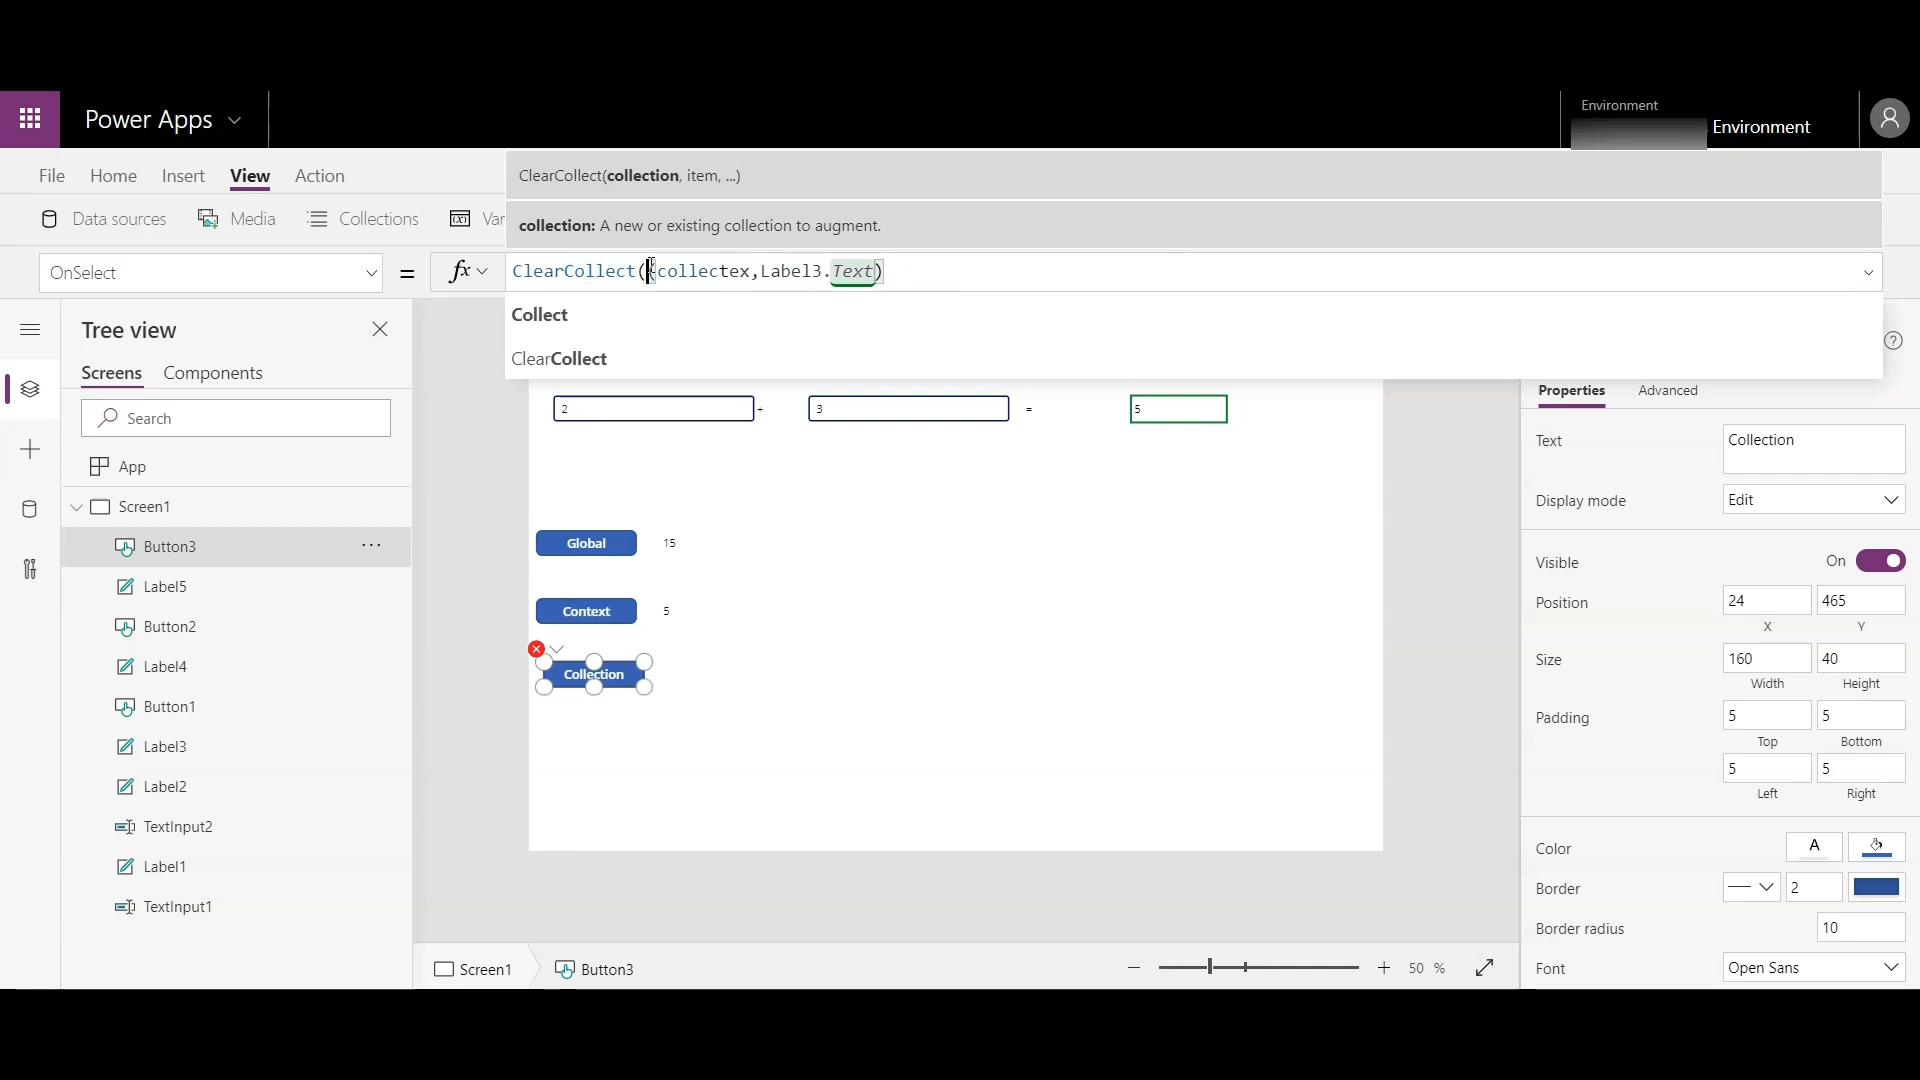 Power Apps
Environment
Environment
File Home Insert View Action
ClearCollect(collection, item, ...)
Data sources Media Collections Var
collection: A new or existing collection to augment.
OnSelect = fx ClearCollect((collectex,Label3.Text)
Collect
ClearCollect
Tree view
Screens Components
Search
App
Screen1
Button3 ...
Label5
Button2
Label4
Button1
Label3
Label2
TextInput2
Label1
TextInput1
2 + 3 = 5
Global 15
Context 5
Collection
Properties Advanced
Text Collection
Display mode Edit
Visible On
Position 24 465
X Y
Size 160 40
Width Height
Padding 5 5
Top Bottom
5 5
Left Right
Color A
Border 2
Border radius 10
Font Open Sans
Screen1 Button3 50 %